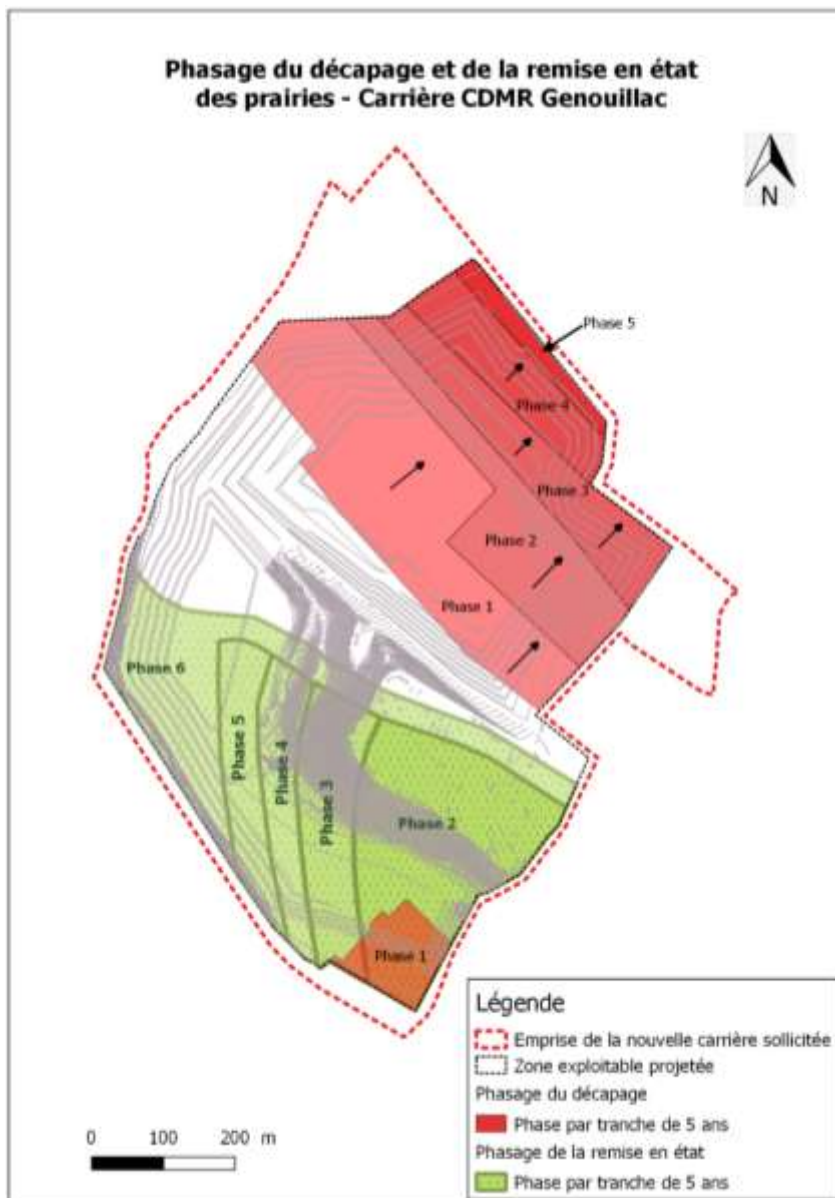 Phasage du décapage et de la remise en état
des prairies - Carrière CDMR Genouillac
N
Phase 5
Phase 4
Phase 3
Phase 2
Phase 1
Phase 6
Phase 5
Phase 4
Phase 3
Phase 2
Phase 1
Légende
Emprise de la nouvelle carrière sollicitée
Zone exploitable projetée
Phasage du décapage
Phase par tranche de 5 ans
Phasage de la remise en état
Phase par tranche de 5 ans
0 100 200 m